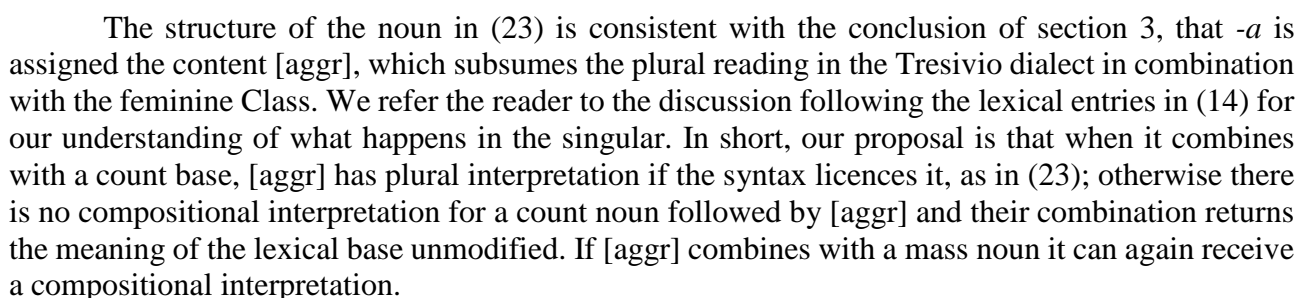 The structure of the noun in (23) is consistent with the conclusion of section 3, that -a is
assigned the content [aggr], which subsumes the plural reading in the Tresivio dialect in combination
with the feminine Class. We refer the reader to the discussion following the lexical entries in (14) for
our understanding of what happens in the singular. In short, our proposal is that when it combines
with a count base, [aggr] has plural interpretation if the syntax licences it, as in (23); otherwise there
is no compositional interpretation for a count noun followed by [aggr] and their combination returns
the meaning of the lexical base unmodified. If [aggr] combines with a mass noun it can again receive
a compositional interpretation.